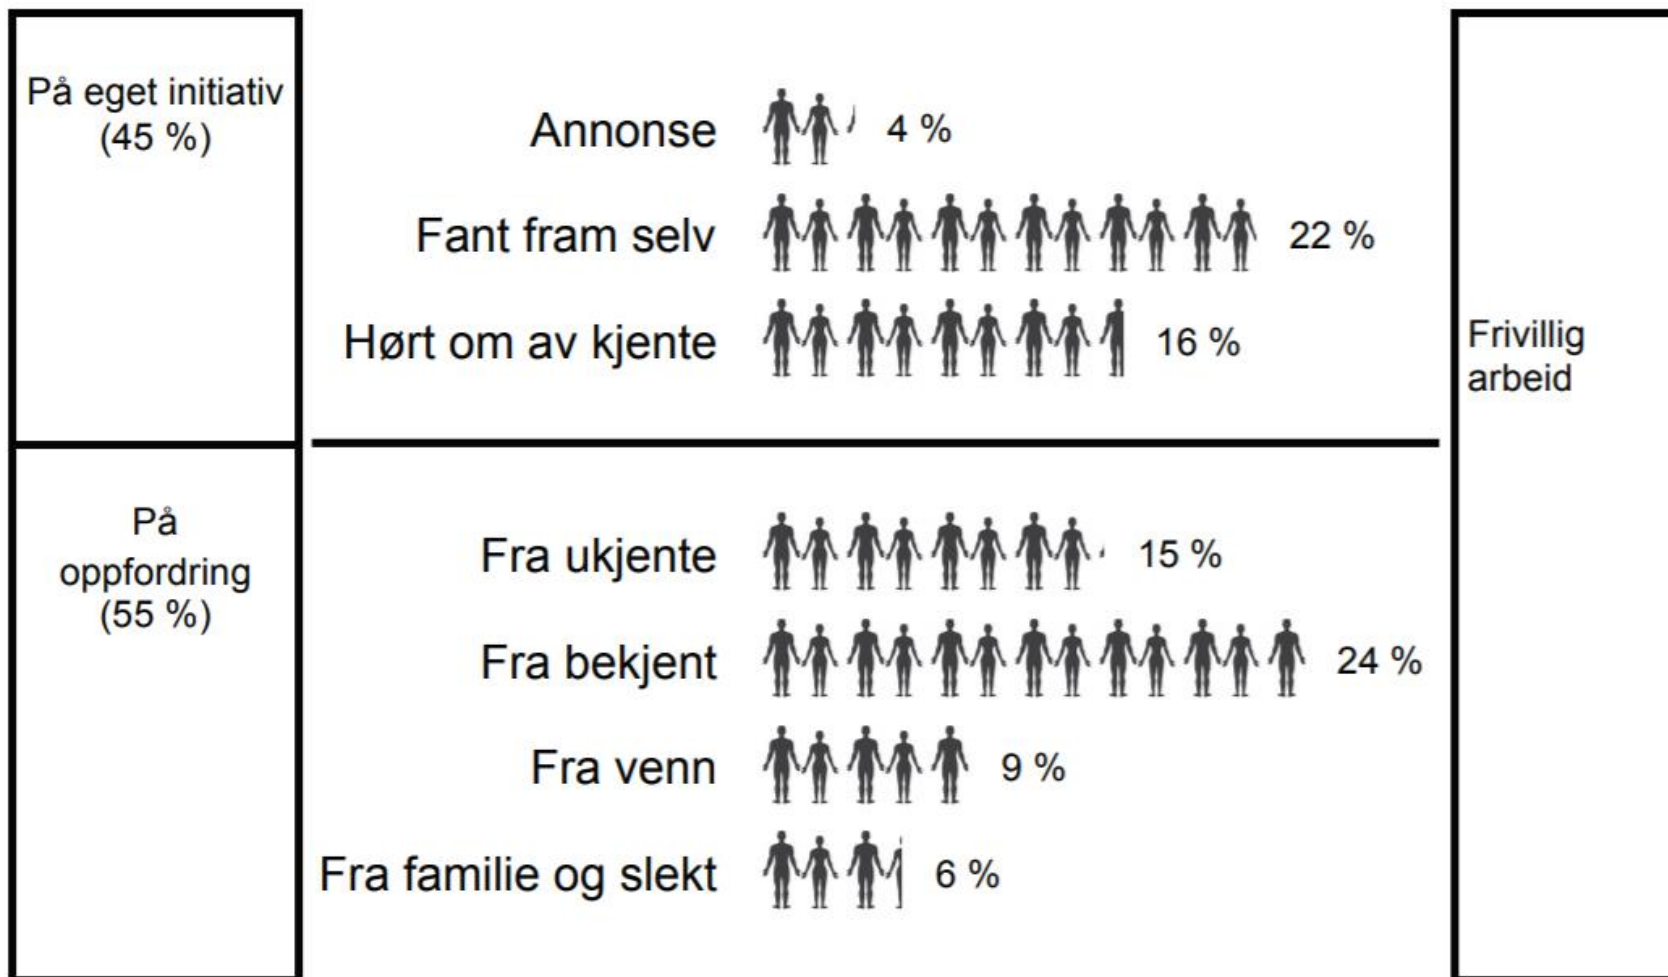 På eget initiativ
(45 %)
Annonse 4 %
Fant fram selv 22 %
Hørt om av kjente 16 %
På
oppfordring
(55 %)
Fra ukjente 15 %
Fra bekjent 24 %
Fra venn 9 %
Fra familie og slekt 6 %
Frivillig
arbeid